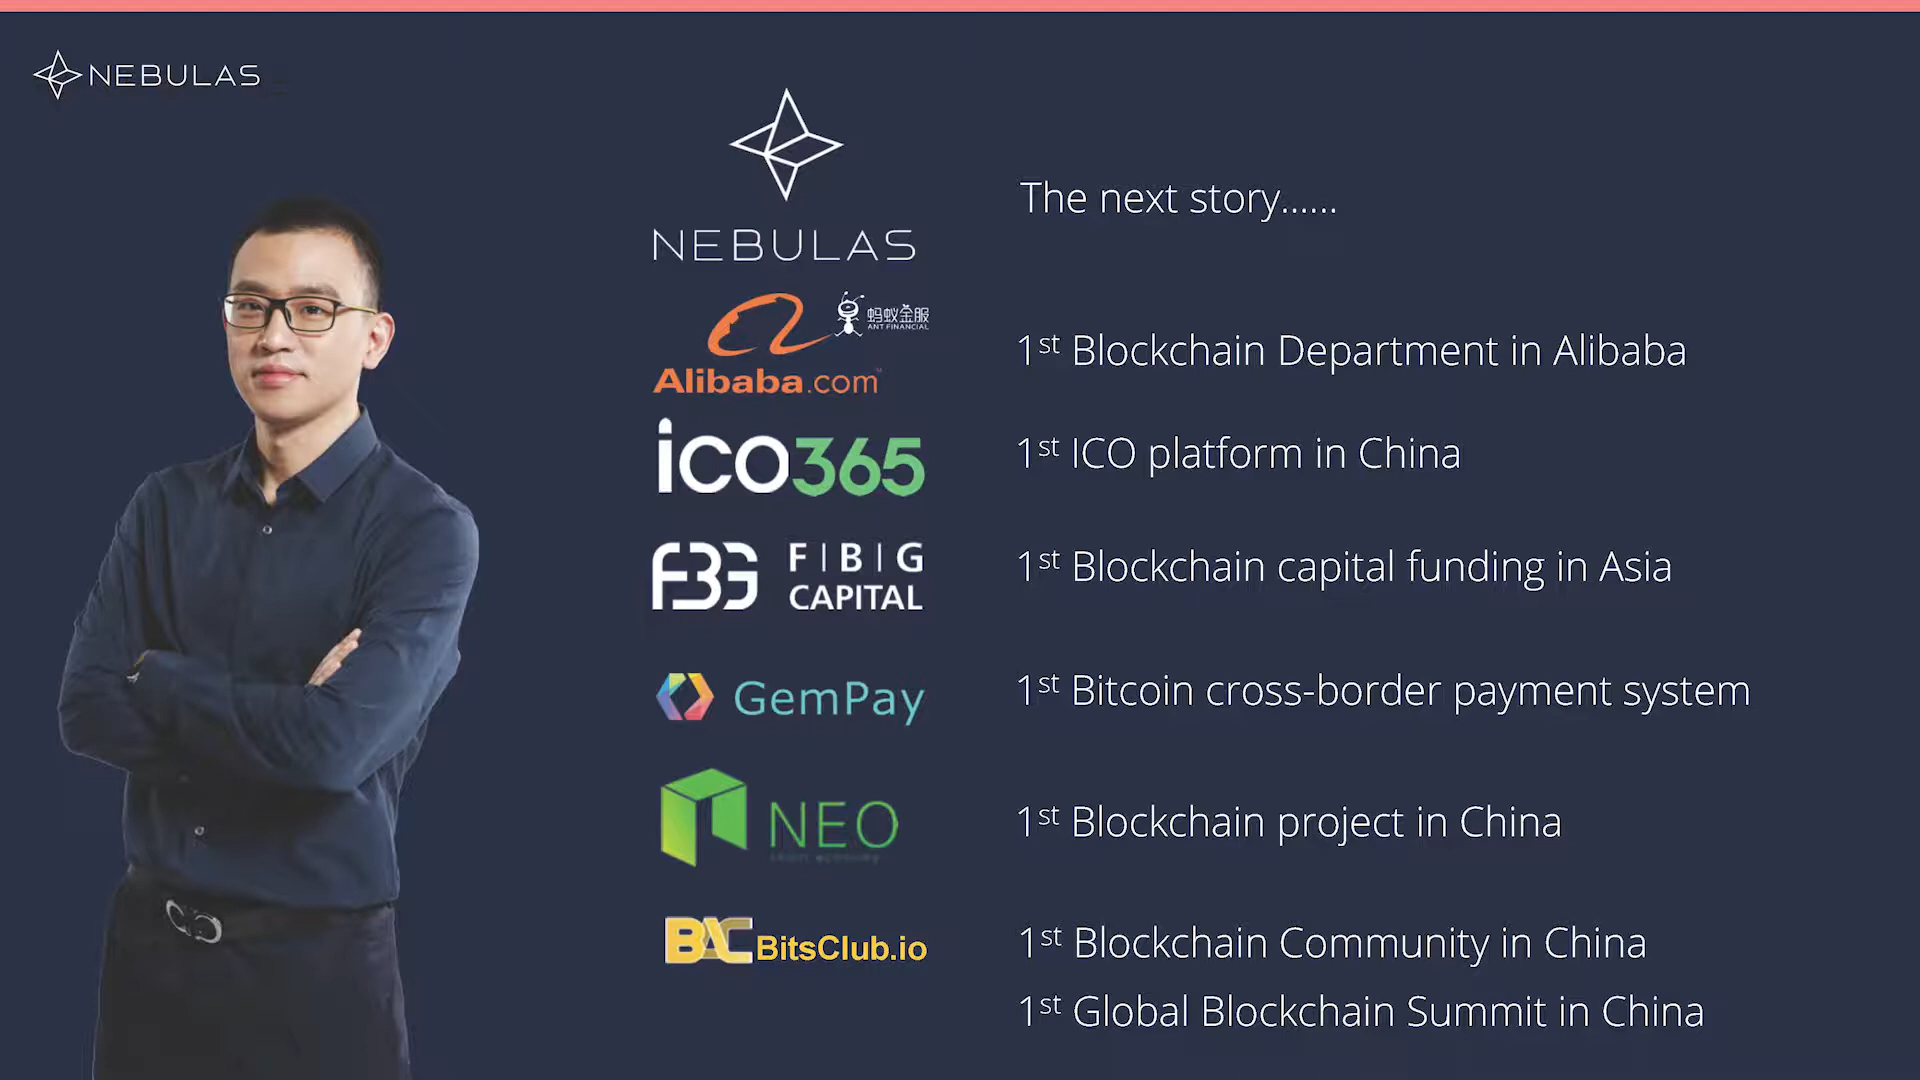 NEBULAS
NEBULAS
The next story......
蚂蚁金服
ANT FINANCIAL
Alibaba.com
1st Blockchain Department in Alibaba
ico365
1st ICO platform in China
FBG F|B|G
CAPITAL
1st Blockchain capital funding in Asia
GemPay
1st Bitcoin cross-border payment system
NEO
smart economy
1st Blockchain project in China
BAC BitsClub.io
1st Blockchain Community in China
1st Global Blockchain Summit in China